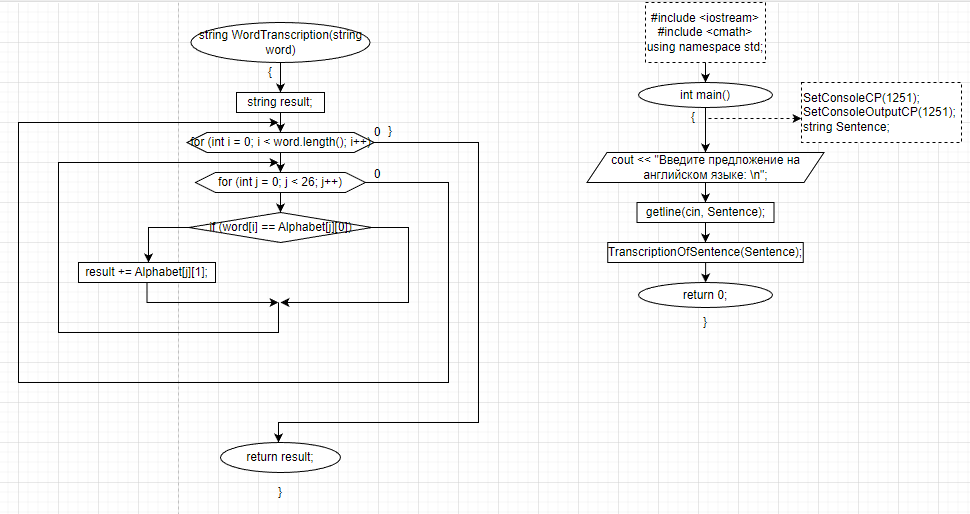 string WordTranscription(string
word)
{
string result;
for (int i = 0; i < word.length(); i++)
0
}
for (int j = 0; j < 26; j++)
0
if (word[i] == Alphabet[j][0])
result += Alphabet[j][1];
return result;
}
#include <iostream>
#include <cmath>
using namespace std;
int main()
{
SetConsoleCP(1251);
SetConsoleOutputCP(1251);
string Sentence;
cout << "Введите предложение на
английском языке: \n";
getline(cin, Sentence);
TranscriptionOfSentence(Sentence);
return 0;
}